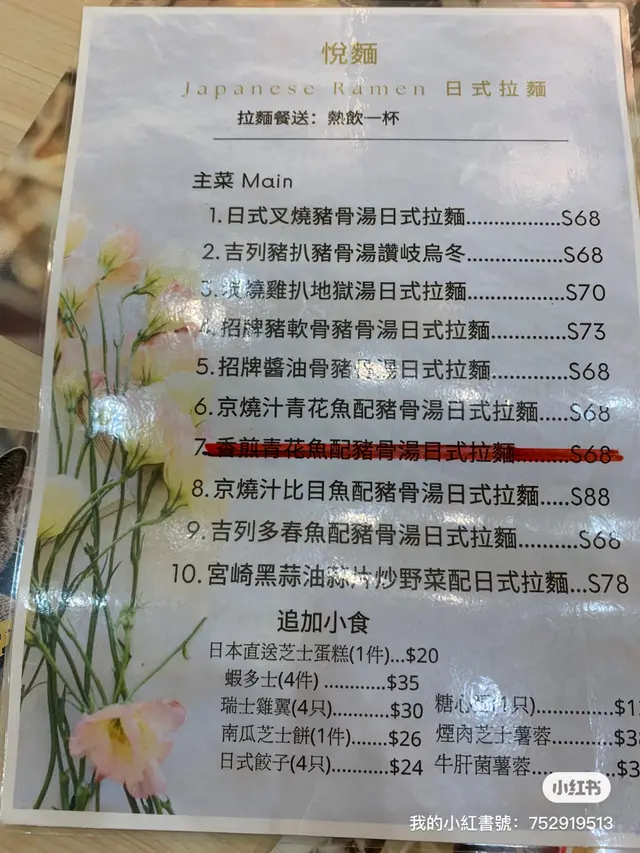 悅麵
Japanese Ramen 日式拉麵
拉麵餐送：熱飲一杯
主菜 Main
1.日式叉燒豬骨湯日式拉麵..................S68
2.吉列豬扒豬骨湯讚岐烏冬..................S68
3. 燒雞扒地獄湯日式拉麵..................S70
4.招牌豬軟骨豬骨湯日式拉麵..............S73
5.招牌醬油骨豬 湯日式拉麵..............S68
6.京燒汁青花魚配豬骨湯日式拉麵.....S68
7.香煎青花魚配豬骨湯日式拉麵..........S68
8.京燒汁比目魚配豬骨湯日式拉麵.....S88
9.吉列多春魚配豬骨湯日式拉麵..........S68
10.宮崎黑蒜油蒜片炒野菜配日式拉麵...S78
追加小食
日本直送芝士蛋糕(1件)...$20
蝦多士(4件) ............$35
瑞士雞翼(4只)...........$30 糖心 (1只)..............
南瓜芝士餅(1件)......$26 煙肉芝士薯蓉............
日式餃子(4只)...........$24 牛肝菌薯蓉....
小红书
我的小紅書號：752919513